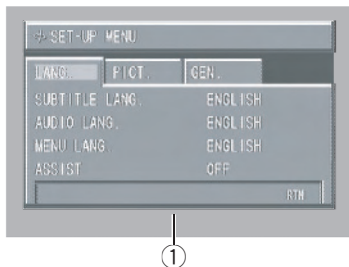 SET-UP MENU
LANG. PICT. GEN.
SUBTITLE LANG. ENGLISH
AUDIO LANG. ENGLISH
MENU LANG. ENGLISH
ASSIST OFF
RTN
1